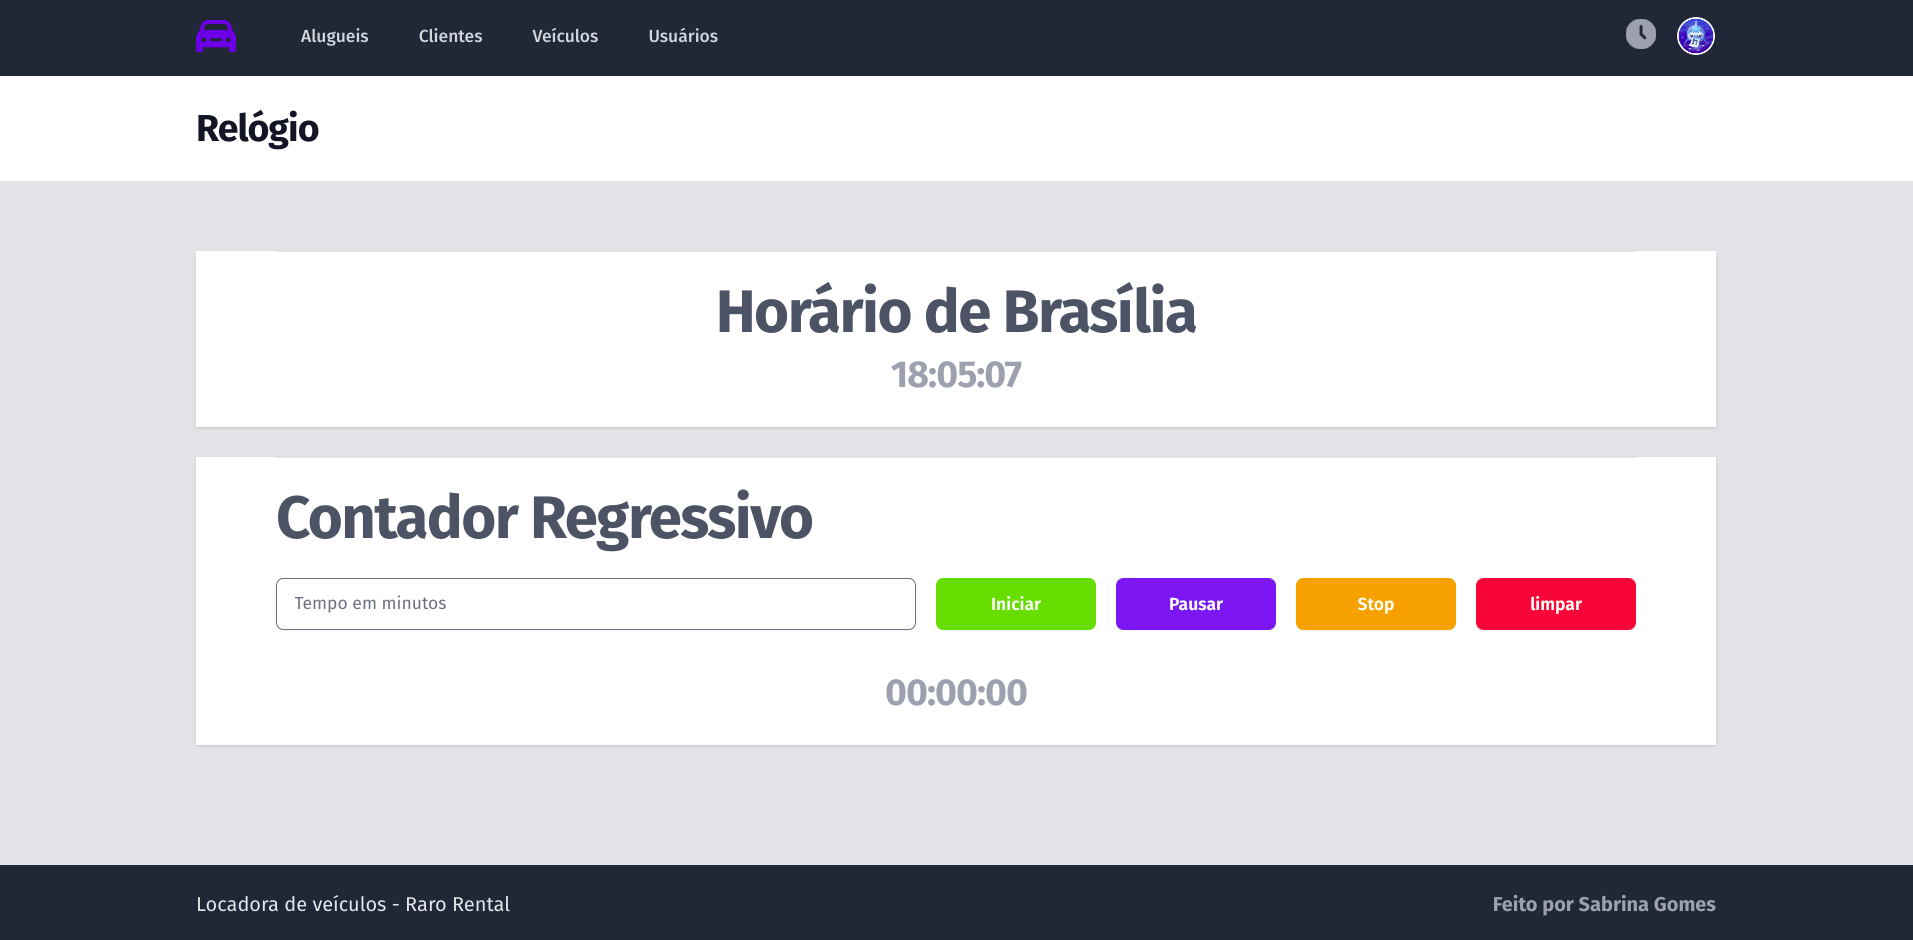 Alugueis Clientes Veículos Usuários
Relógio
Horário de Brasília
18:05:07
Contador Regressivo
Tempo em minutos Iniciar Pausar Stop limpar
00:00:00
Locadora de veículos - Raro Rental Feito por Sabrina Gomes